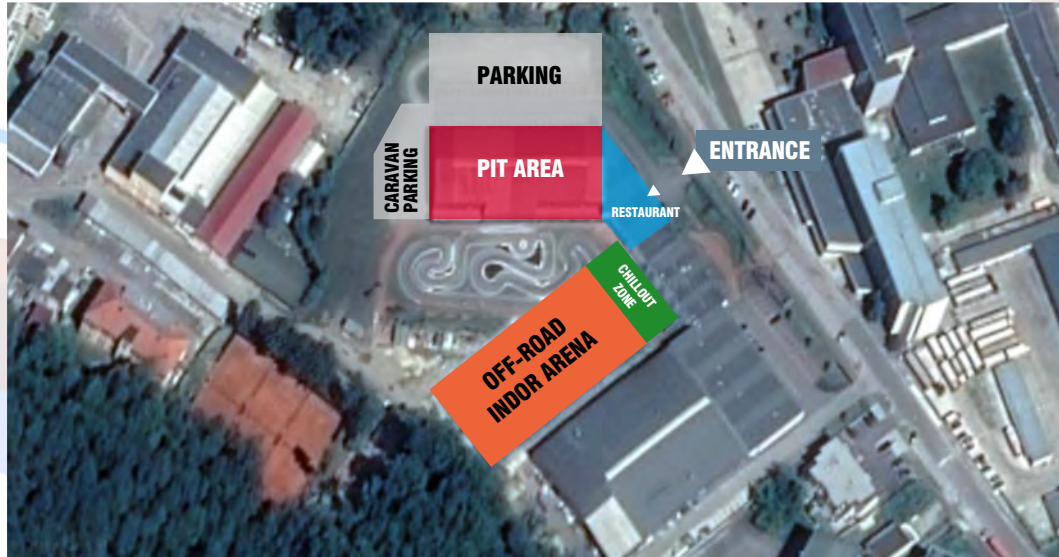 PARKING
PIT AREA
CARAVAN
PARKING
ENTRANCE
RESTAURANT
CHILLOUT
ZONE
OFF-ROAD
INDOR ARENA